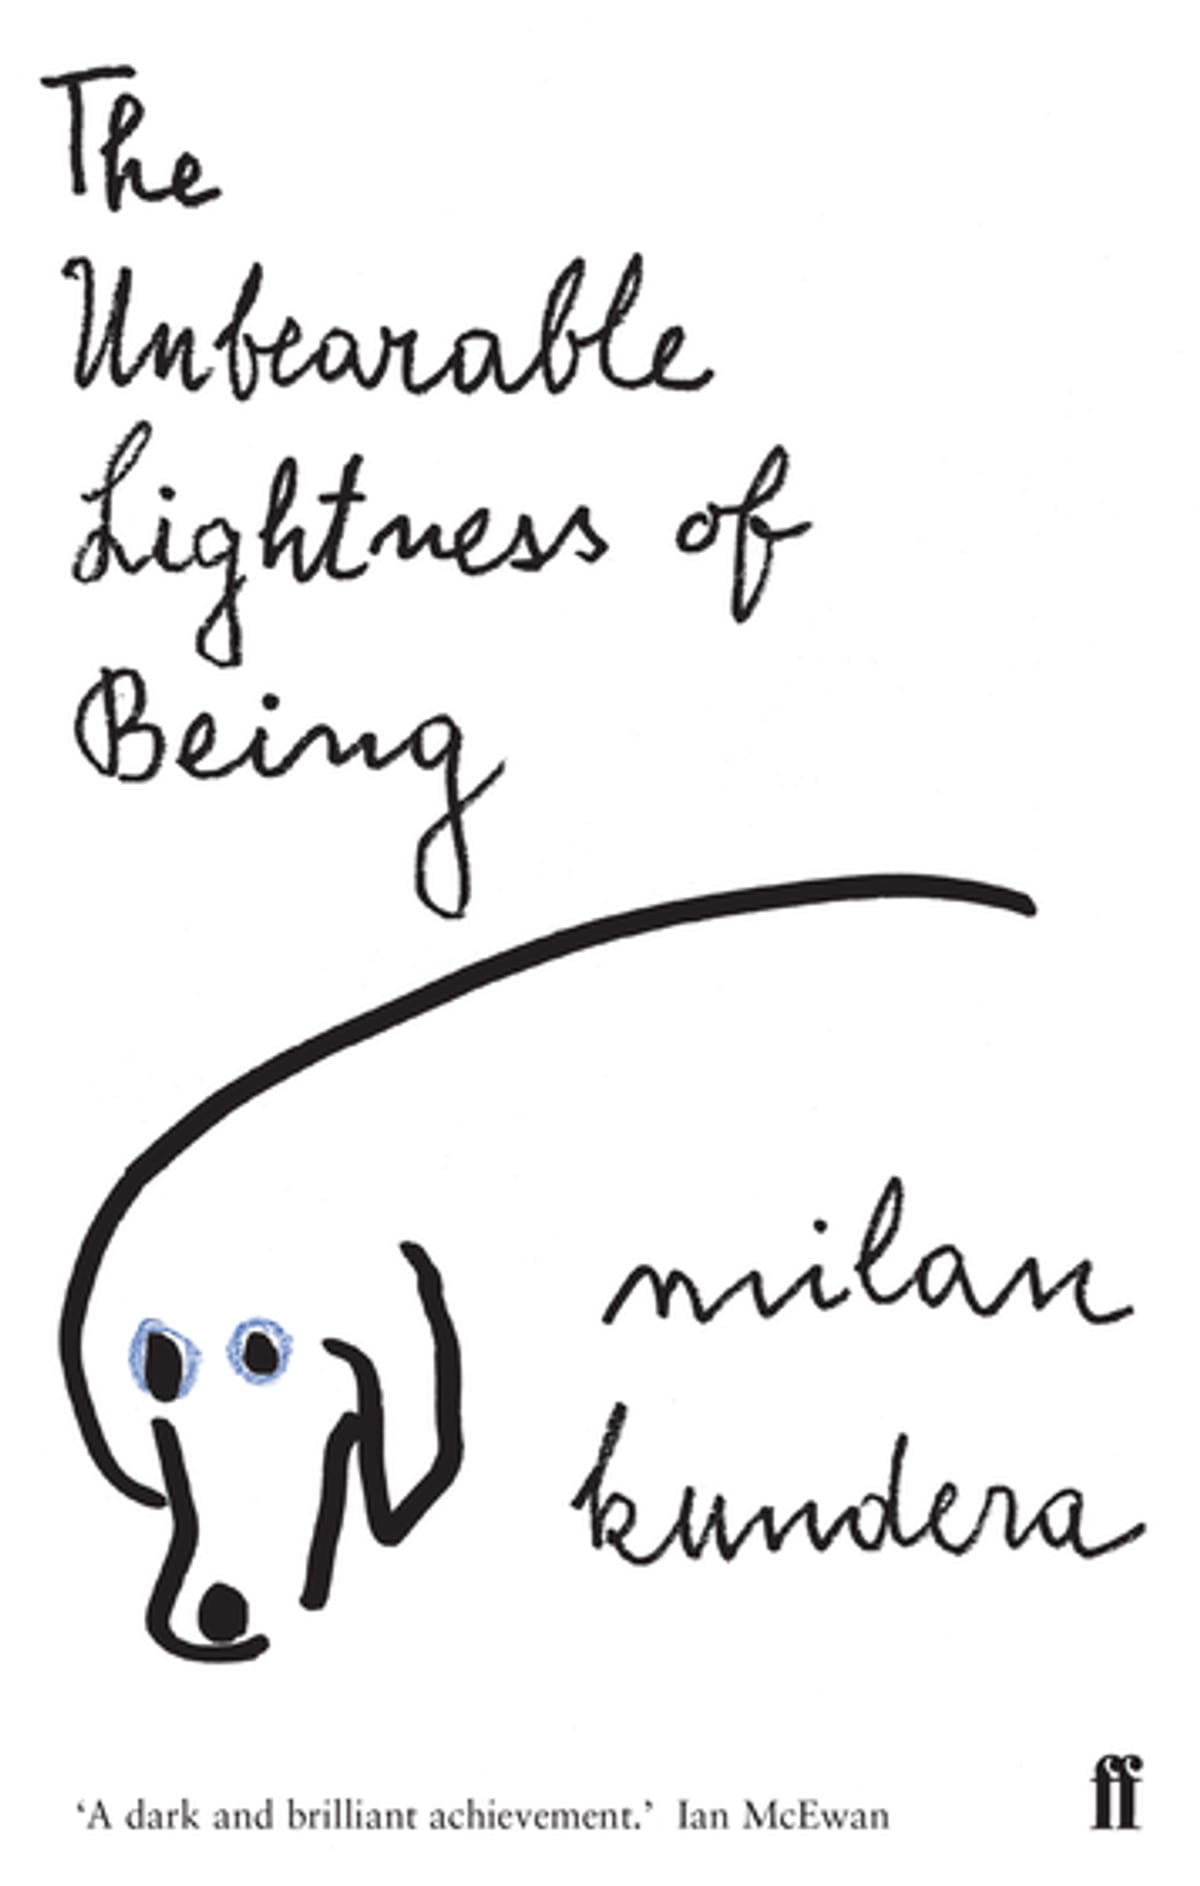 The
Unbearable
Lightness of
Being
milan
kundera
‘A dark and brilliant achievement.’ Ian McEwan
ff